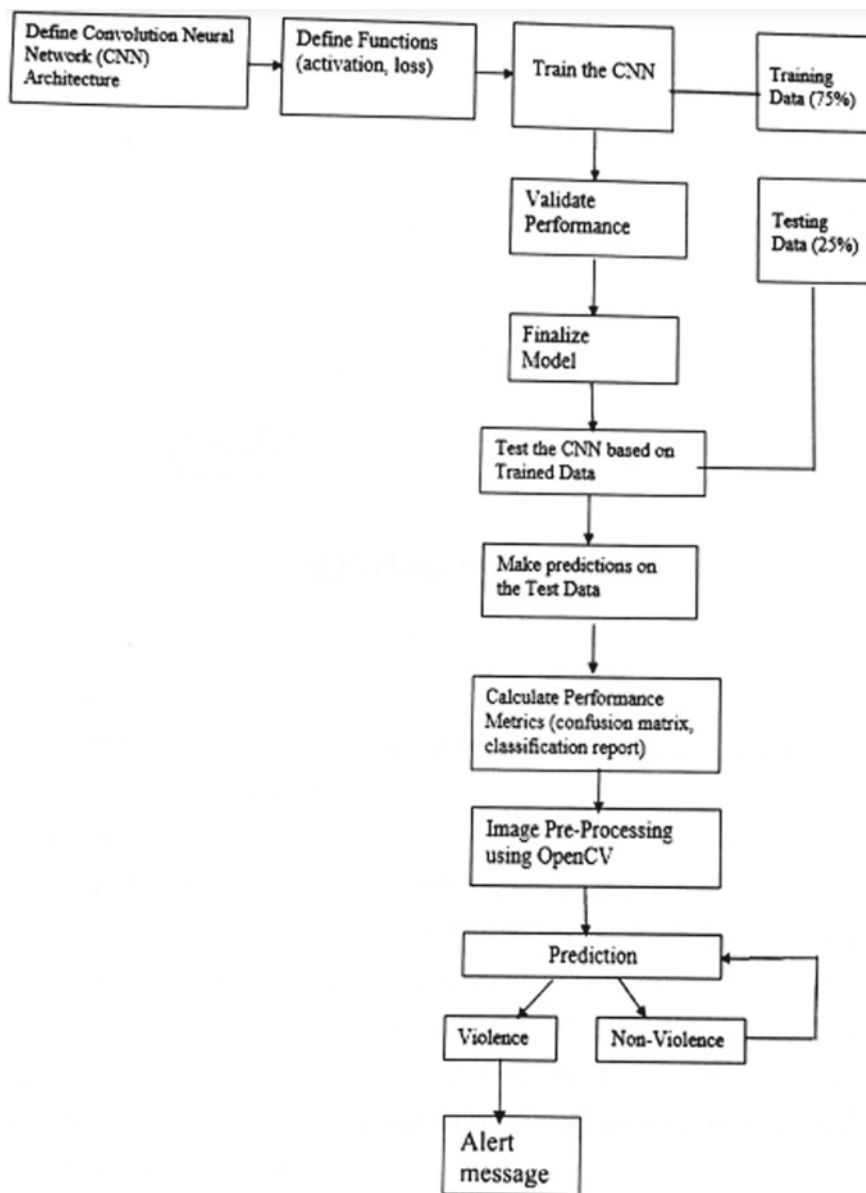 Define Convolution Neural
Network (CNN)
Architecture
Define Functions
(activation, loss)
Train the CNN
Training
Data (75%)
Validate
Performance
Testing
Data (25%)
Finalize
Model
Test the CNN based on
Trained Data
Make predictions on
the Test Data
Calculate Performance
Metrics (confusion matrix,
classification report)
Image Pre-Processing
using OpenCV
Prediction
Violence
Non-Violence
Alert
message